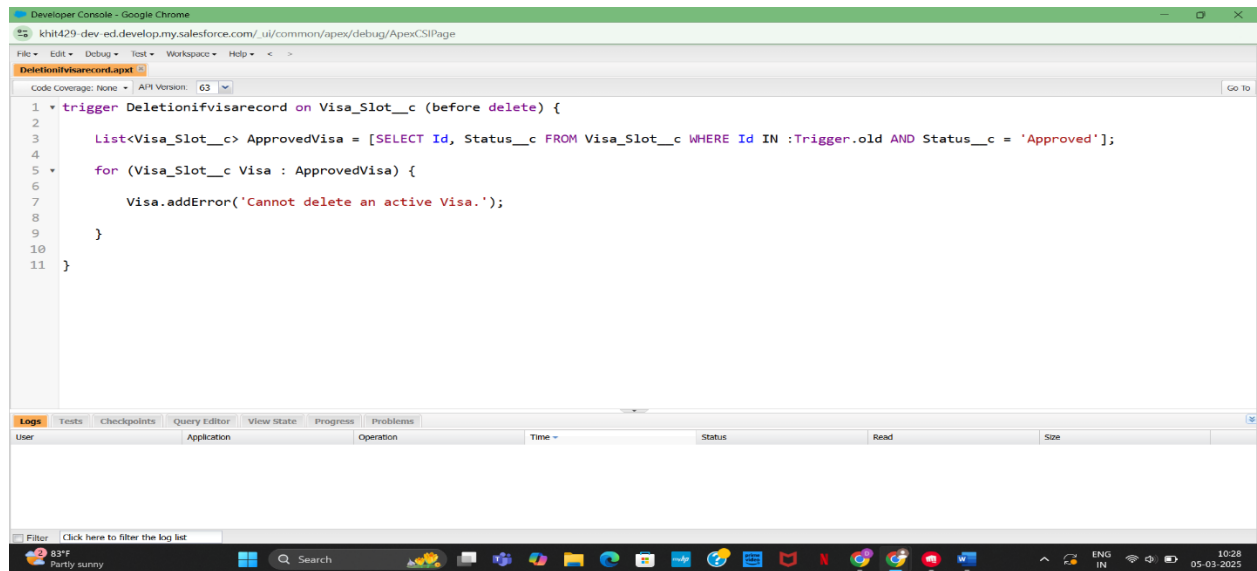 Developer Console - Google Chrome
khit429-dev-ed.develop.my.salesforce.com/_ui/common/apex/debug/ApexCSIPage
File Edit Debug Test Workspace Help < >
Deletionifvisarecord.apxt
Code Coverage: None API Version: 63 Go To
1 trigger Deletionifvisarecord on Visa_Slot__c (before delete) {
2
3 List<Visa_Slot__c> ApprovedVisa = [SELECT Id, Status__c FROM Visa_Slot__c WHERE Id IN :Trigger.old AND Status__c = 'Approved'];
4
5 for (Visa_Slot__c Visa : ApprovedVisa) {
6
7 Visa.addError('Cannot delete an active Visa.');
8
9 }
10
11 }
Logs Tests Checkpoints Query Editor View State Progress Problems
User Application Operation Time Status Read Size
Filter Click here to filter the log list
2 83°F Search ENG 10:28
Partly sunny IN 05-03-2025